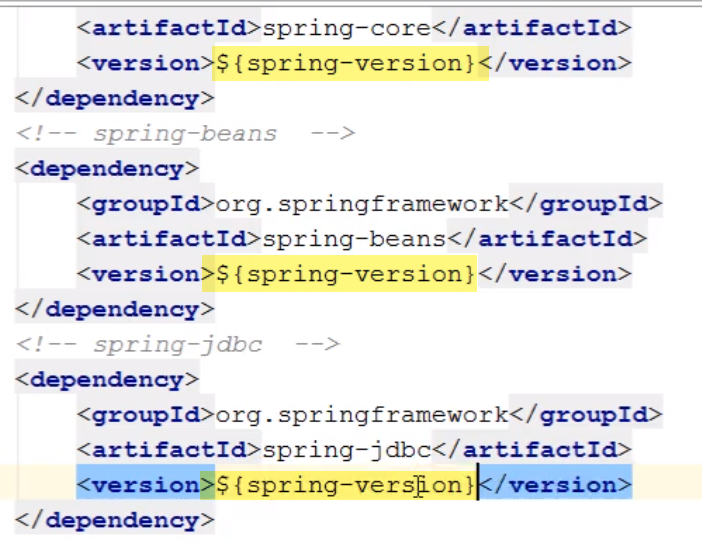 <artifactId>spring-core</artifactId>
<version>${spring-version}</version>
</dependency>
<!-- spring-beans  -->
<dependency>
<groupId>org.springframework</groupId>
<artifactId>spring-beans</artifactId>
<version>${spring-version}</version>
</dependency>
<!-- spring-jdbc  -->
<dependency>
<groupId>org.springframework</groupId>
<artifactId>spring-jdbc</artifactId>
<version>${spring-version}</version>
</dependency>